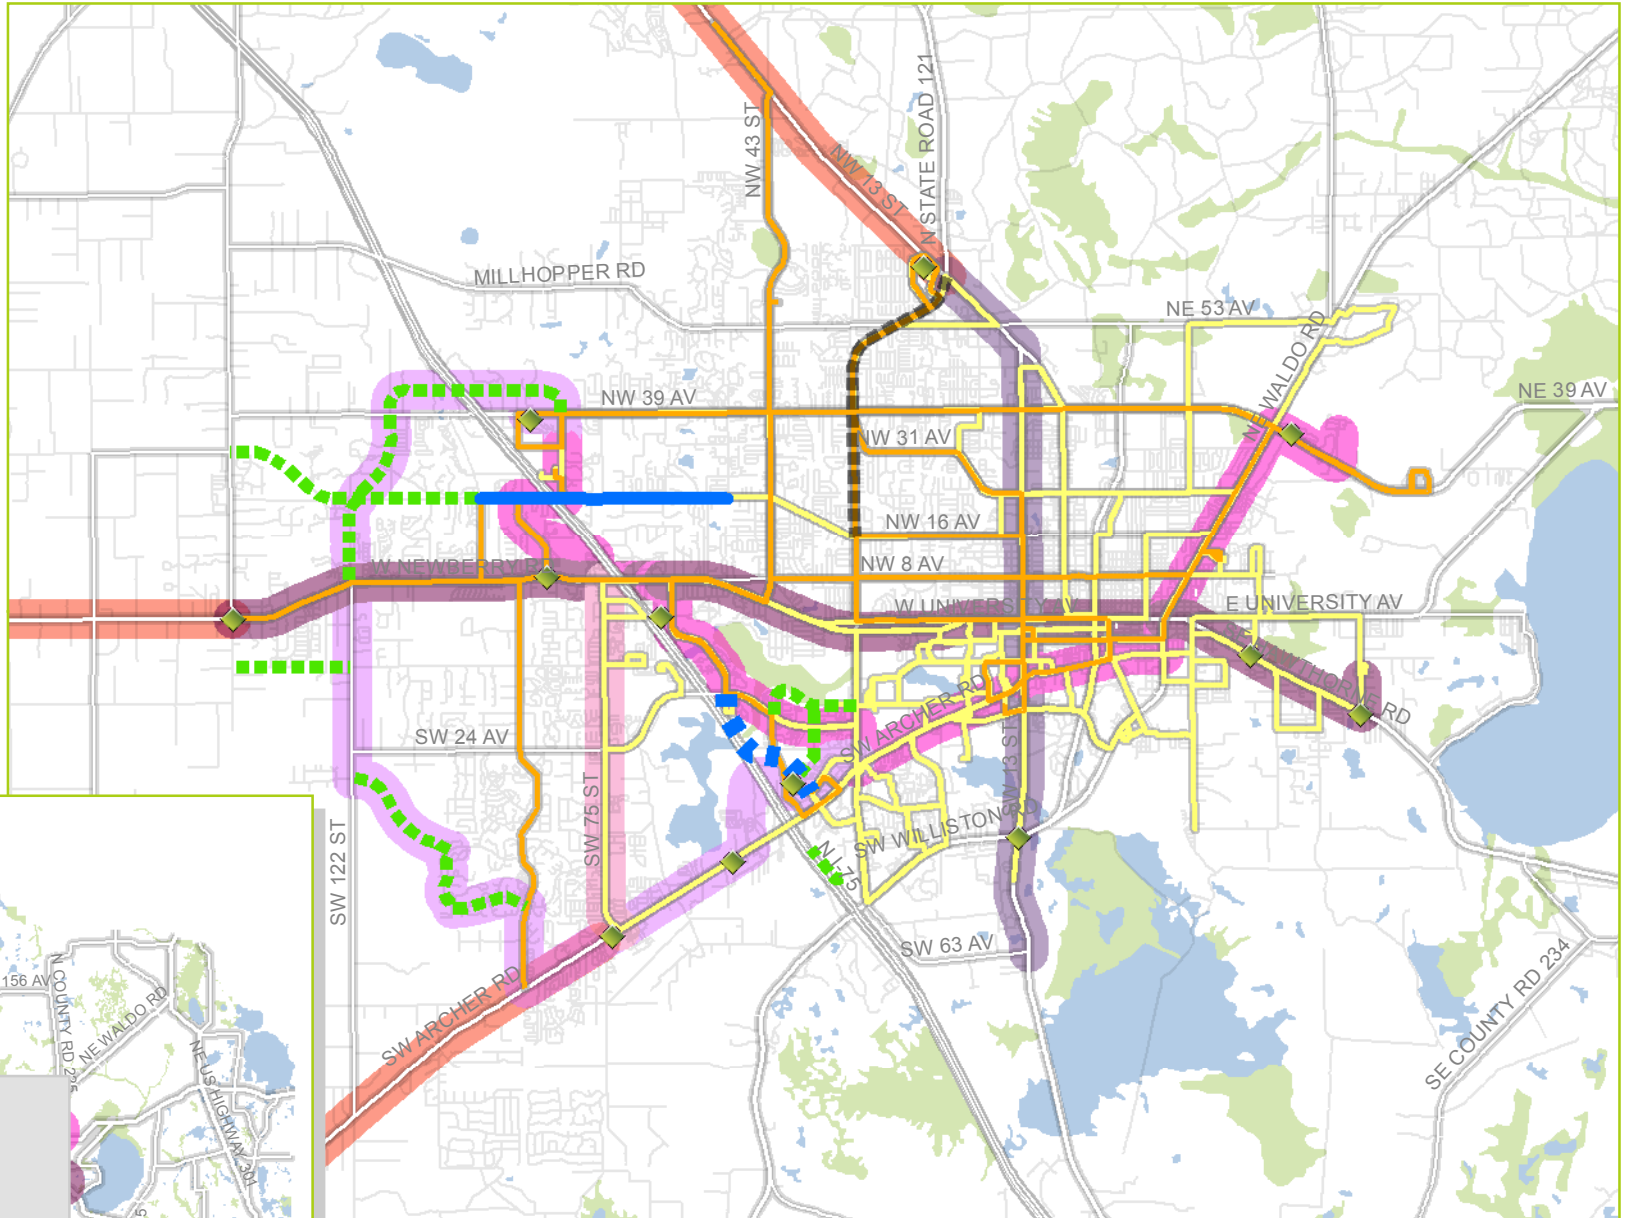 N STATE ROAD 121
NW 43 ST
NW 13 ST
MILLHOPPER RD
NE 53 AV
NE WALDO RD
NE 39 AV
NW 39 AV
NW 31 AV
NW 16 AV
NW 8 AV
W NEWBERRY
W UNIVERSITY AV
E UNIVERSITY AV
RD
SW ARCHER RD
SW 24 AV
SW 75 ST
SW 13 ST
SW WILLISTON
SW 122 ST
N I-75
SW 63 AV
SW ARCHER RD
SE COUNTY RD 234
156 AV
N COUNTY RD 225
NE WALDO RD
NE US HIGHWAY 301